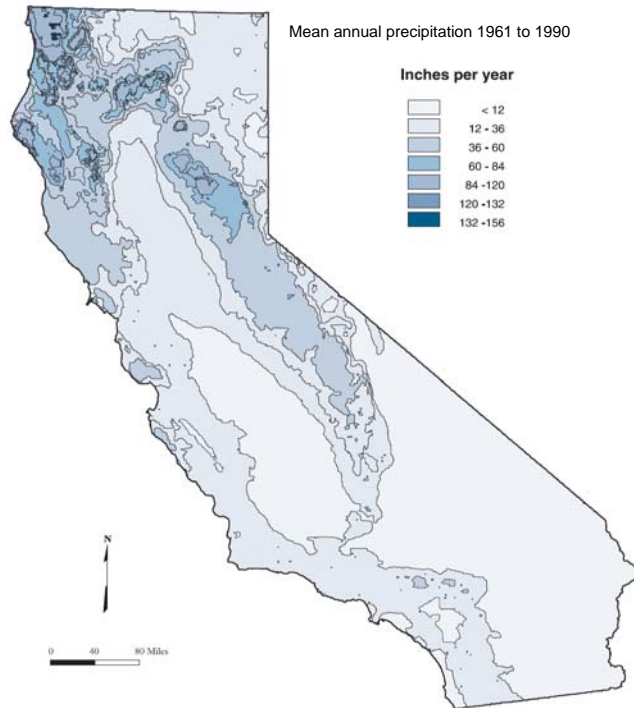 Mean annual precipitation 1961 to 1990
Inches per year
< 12
12 - 36
36 - 60
60 - 84
84 -120
120 -132
132 -156
N
0 40 80 Miles